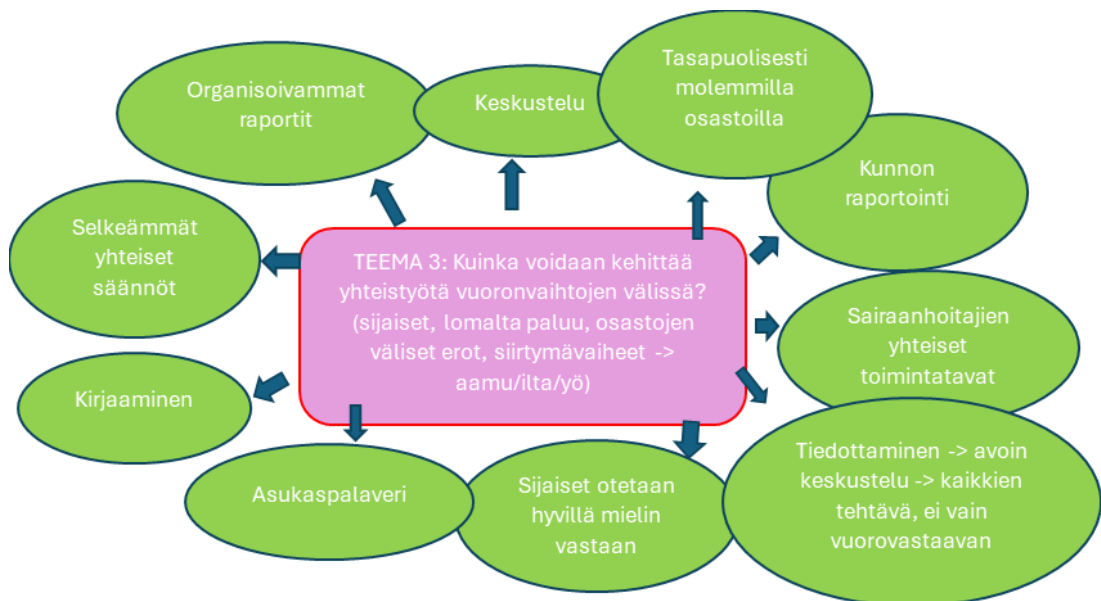 Organisoivammat
raportit
Keskustelu
Tasapuolisesti
molemmilla
osastoilla
Kunnon
raportointi
Selkeämmät
yhteiset
säännöt
TEEMA 3: Kuinka voidaan kehittää
yhteistyötä vuoronvaihtojen välissä?
(sijaiset, lomalta paluu, osastojen
väliset erot, siirtymävaiheet ->
aamu/ilta/yö)
Sairaanhoitajien
yhteiset
toimintatavat
Kirjaaminen
Asukaspalaveri
Sijaiset otetaan
hyvillä mielin
vastaan
Tiedottaminen -> avoin
keskustelu -> kaikkien
tehtävä, ei vain
vuorovastaavan